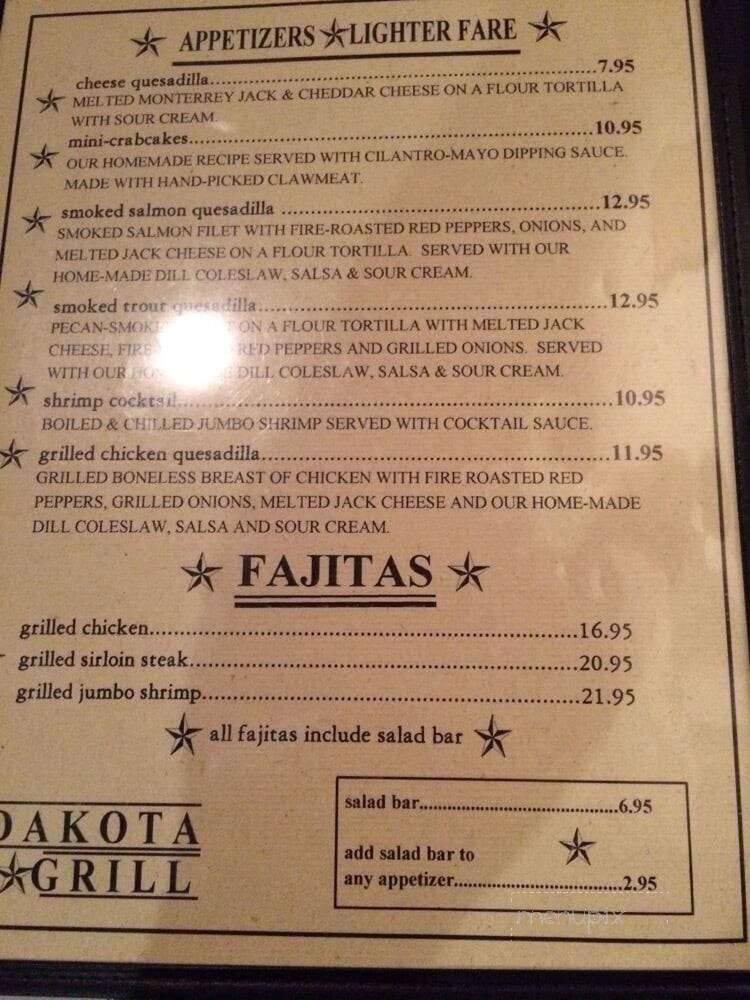 APPETIZERS LIGHTER FARE
cheese quesadilla........7.95
MELTED MONTERREY JACK & CHEDDAR CHEESE ON A FLOUR TORTILLA
WITH SOUR CREAM.
mini-crabcakes........10.95
OUR HOMEMADE RECIPE SERVED WITH CILANTRO-MAYO DIPPING SAUCE.
MADE WITH HAND-PICKED CLAWMEAT.
smoked salmon quesadilla ........12.95
SMOKED SALMON FILET WITH FIRE-ROASTED RED PEPPERS, ONIONS, AND
MELTED JACK CHEESE ON A FLOUR TORTILLA. SERVED WITH OUR
HOME-MADE DILL COLESLAW, SALSA & SOUR CREAM.
smoked trout quesadilla........12.95
ON A FLOUR TORTILLA WITH MELTED JACK
CHEESE, RED PEPPERS AND GRILLED ONIONS. SERVED
WITH OUR DILL COLESLAW, SALSA & SOUR CREAM.
shrimp cocktail........10.95
BOILED & CHILLED JUMBO SHRIMP SERVED WITH COCKTAIL SAUCE.
grilled chicken quesadilla........11.95
GRILLED BONELESS BREAST OF CHICKEN WITH FIRE ROASTED RED
PEPPERS, GRILLED ONIONS, MELTED JACK CHEESE AND OUR HOME-MADE
DILL COLESLAW, SALSA AND SOUR CREAM.
FAJITAS
grilled chicken........16.95
grilled sirloin steak........20.95
grilled jumbo shrimp........21.95
all fajitas include salad bar
salad bar........6.95
add salad bar to
any appetizer........2.95
DAKOTA
GRILL
menupix